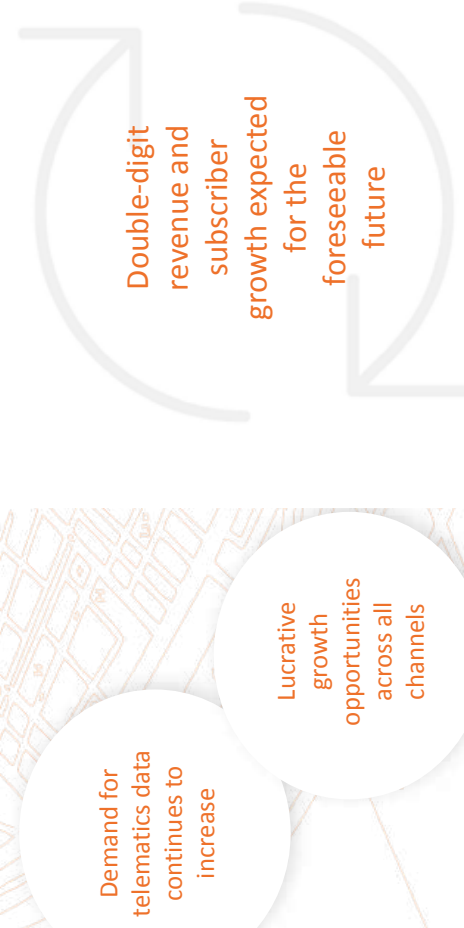 Demand for
telematics data
continues to
increase
Lucrative
growth
opportunities
across all
channels
Double-digit
revenue and
subscriber
growth expected
for the
foreseeable
future